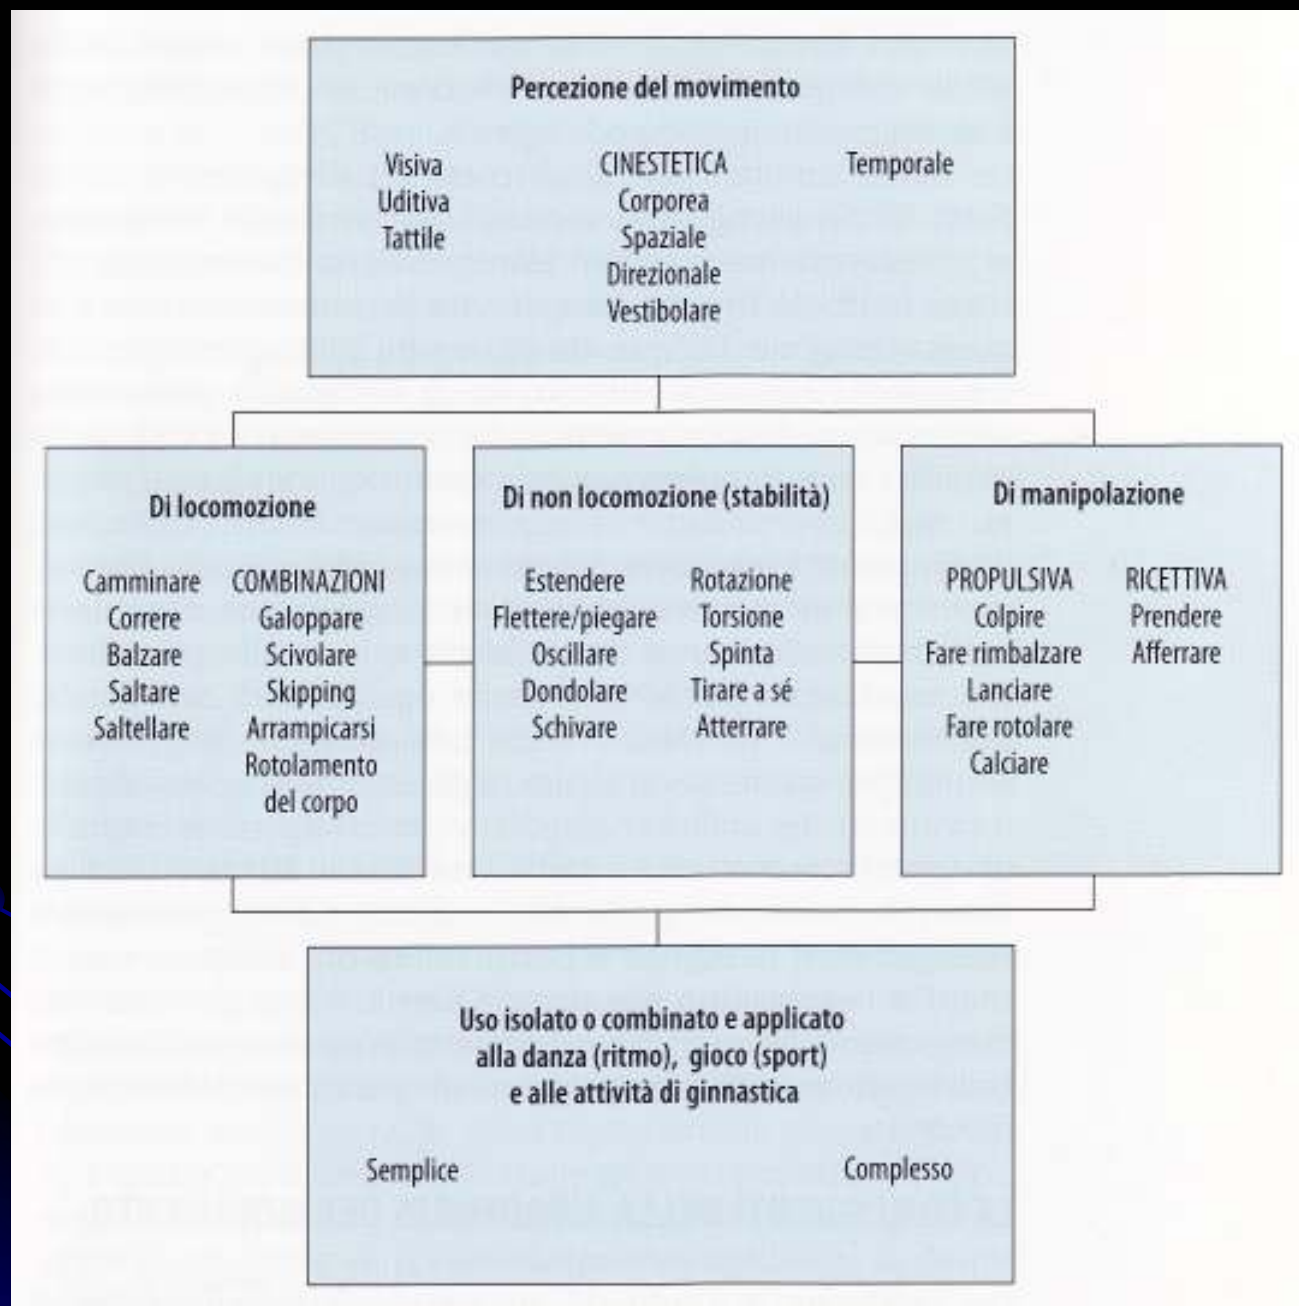 Percezione del movimento
Visiva CINESTETICA Temporale
Uditiva Corporea
Tattile Spaziale
Direzionale
Vestibolare
Di locomozione
Camminare COMBINAZIONI
Correre Galoppare
Balzare Scivolare
Saltare Skipping
Saltellare Arrampicarsi
Rotolamento
del corpo
Di non locomozione (stabilità)
Estendere Rotazione
Flettere/piegare Torsione
Oscillare Spinta
Dondolare Tirare a sé
Schivare Atterrare
Di manipolazione
PROPULSIVA RICETTIVA
Colpire Prendere
Fare rimbalzare Afferrare
Lanciare
Fare rotolare
Calciare
Uso isolato o combinato e applicato
alla danza (ritmo), gioco (sport)
e alle attività di ginnastica
Semplice Complesso